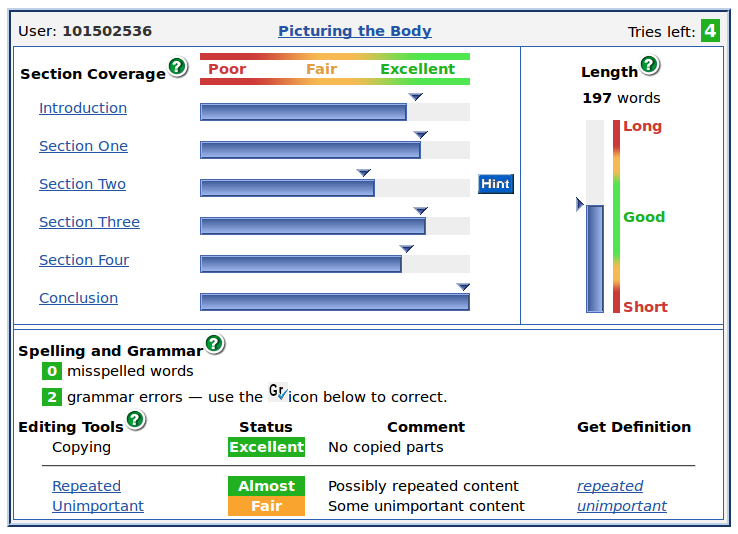 User: 101502536 Picturing the Body Tries left: 4
Section Coverage ? Poor Fair Excellent
Length ?
197 words
Introduction
Section One
Section Two Hint
Section Three
Section Four
Conclusion
Long
Good
Short
Spelling and Grammar ?
0 misspelled words
2 grammar errors — use the Gr icon below to correct.
Editing Tools ? Status Comment Get Definition
Copying Excellent No copied parts
Repeated Almost Possibly repeated content repeated
Unimportant Fair Some unimportant content unimportant